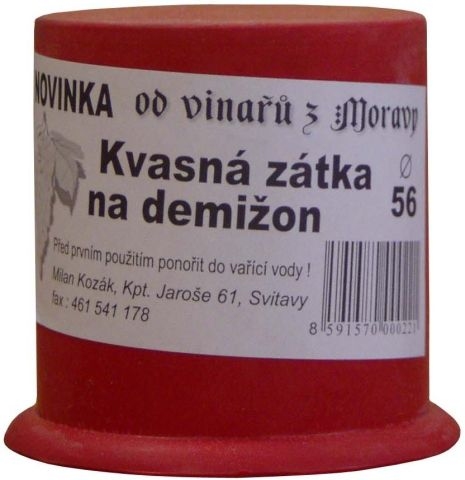 NOVINKA od vinařů z Moravy
Kvasná zátka
na demižon
⌀
56
Před prvním použitím ponořit do vařící vody !
Milan Kozák, Kpt. Jaroše 61, Svitavy
fax : 461 541 178
8 591570 000221